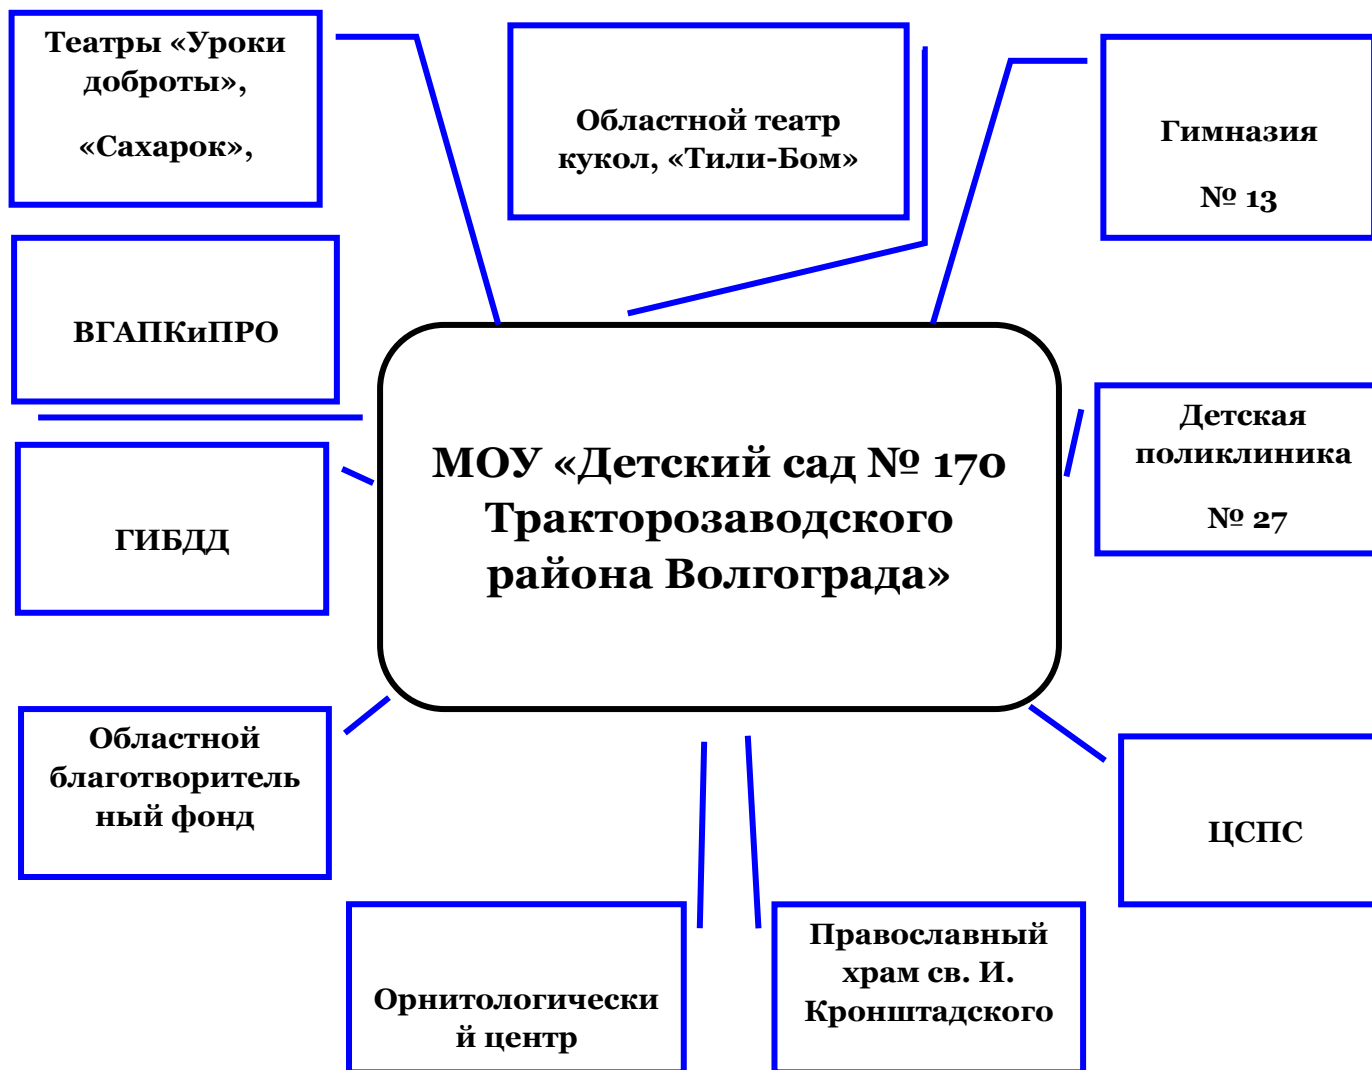 Театры «Уроки
доброты»,
«Сахарок»,
Областной театр
кукол, «Тили-Бом»
Гимназия
№ 13
ВГАПКиПРО
МОУ «Детский сад № 170
Тракторозаводского
района Волгограда»
Детская
поликлиника
№ 27
ГИБДД
Областной
благотворитель
ный фонд
ЦСПС
Орнитологически
й центр
Православный
храм св. И.
Кронштадского